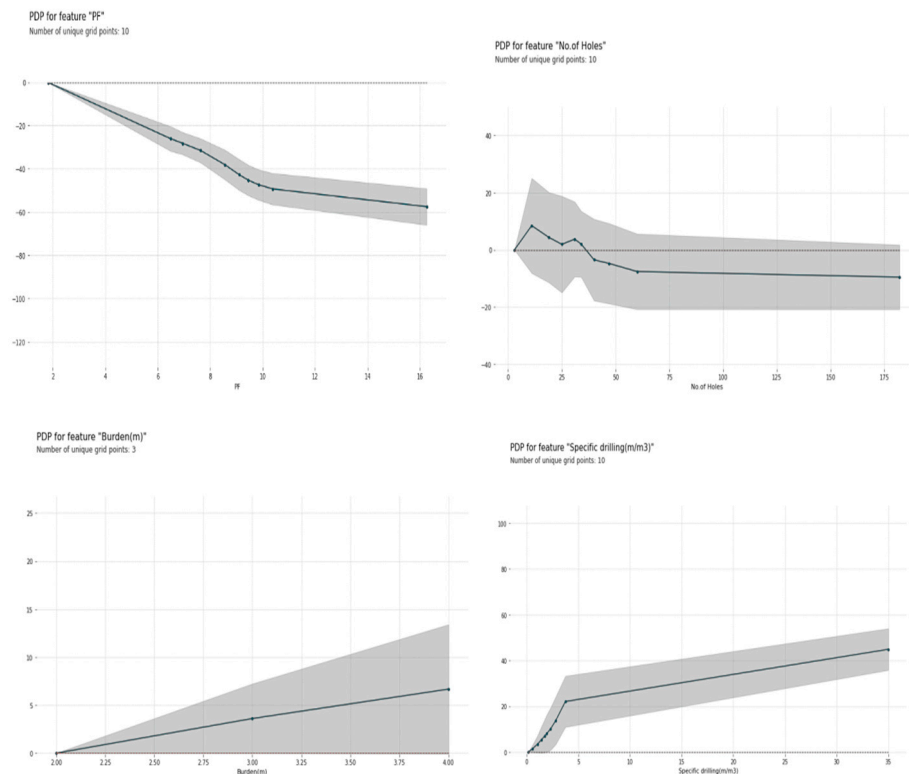 PDP for feature "PF"
Number of unique grid points: 10
0
−20
−40
−60
−80
−100
−120
2 4 6 8 10 12 14 16
PF
PDP for feature "No.of Holes"
Number of unique grid points: 10
40
20
0
−20
−40
0 25 50 75 100 125 150 175
No.of Holes
PDP for feature "Burden(m)"
Number of unique grid points: 3
25
20
15
10
5
0
2.00 2.25 2.50 2.75 3.00 3.25 3.50 3.75 4.00
Burden(m)
PDP for feature "Specific drilling(m/m3)"
Number of unique grid points: 10
100
80
60
40
20
0
0 5 10 15 20 25 30 35
Specific drilling(m/m3)